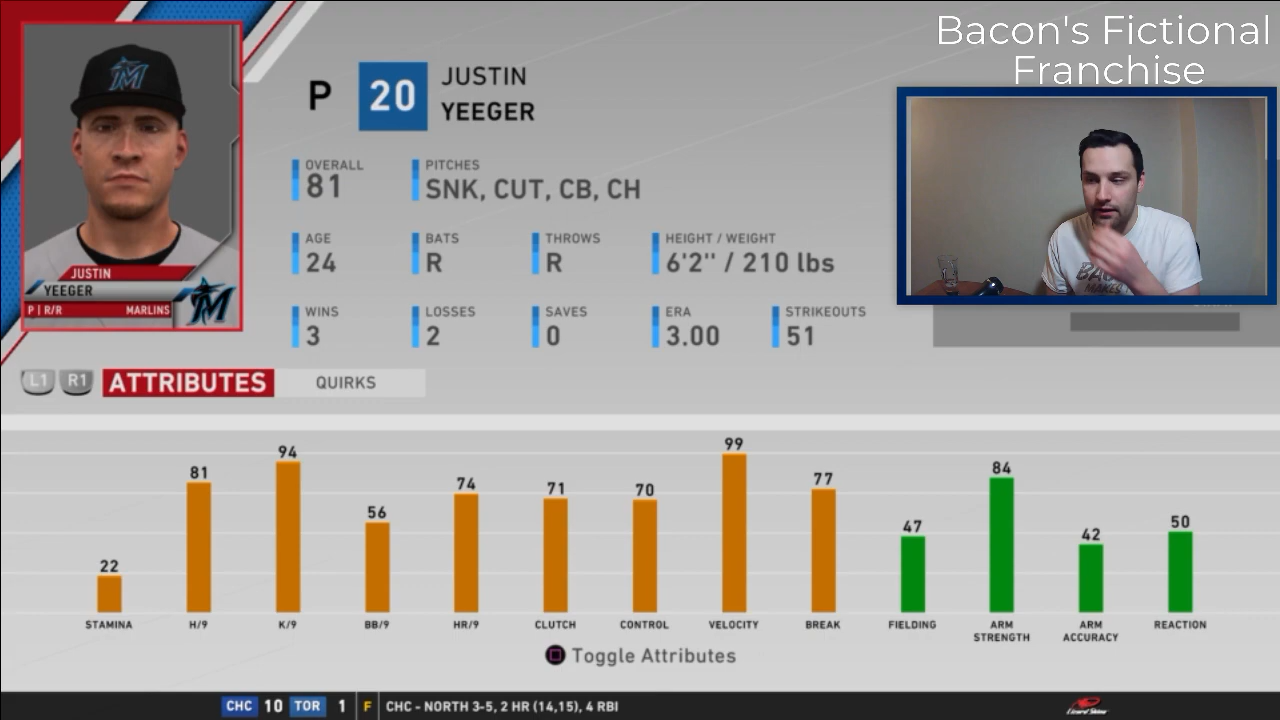 Bacon's Fictional
Franchise
P 20 JUSTIN
YEEGER
OVERALL
81
PITCHES
SNK, CUT, CB, CH
AGE
24
BATS
R
THROWS
R
HEIGHT / WEIGHT
6'2" / 210 lbs
WINS
3
LOSSES
2
SAVES
0
ERA
3.00
STRIKEOUTS
51
JUSTIN
YEEGER
P | R/R MARLINS
L1 R1 ATTRIBUTES QUIRKS
22 81 94 56 74 71 70 99 77 47 84 42 50
STAMINA H/9 K/9 BB/9 HR/9 CLUTCH CONTROL VELOCITY BREAK FIELDING ARM STRENGTH ARM ACCURACY REACTION
Toggle Attributes
CHC 10 TOR 1 F CHC - NORTH 3-5, 2 HR (14,15), 4 RBI